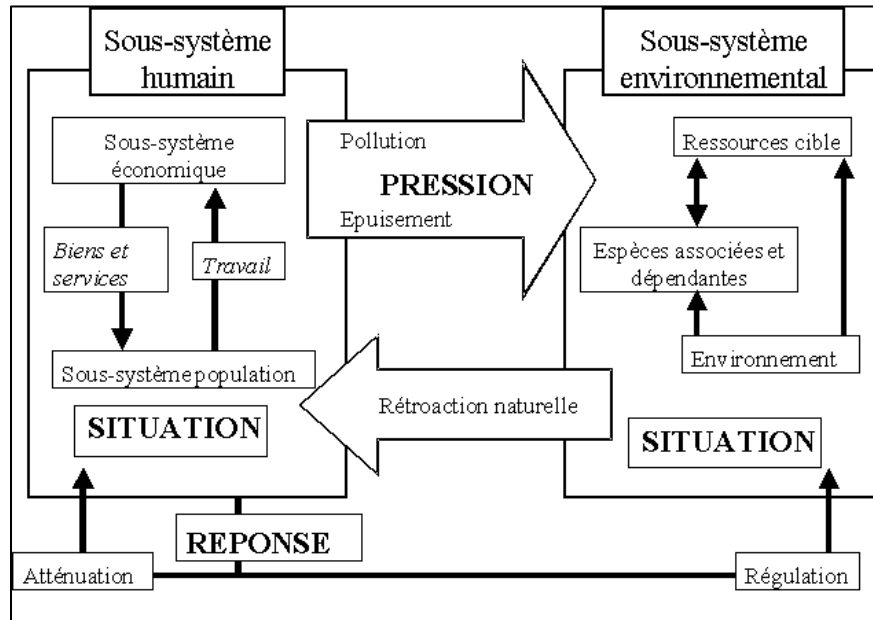 Sous-système
humain
Sous-système
environnemental
Sous-système
économique
Biens et
services
Travail
Sous-système population
SITUATION
Pollution
PRESSION
Epuisement
Rétroaction naturelle
Ressources cible
Espèces associées et
dépendantes
Environnement
SITUATION
REPONSE
Atténuation
Régulation